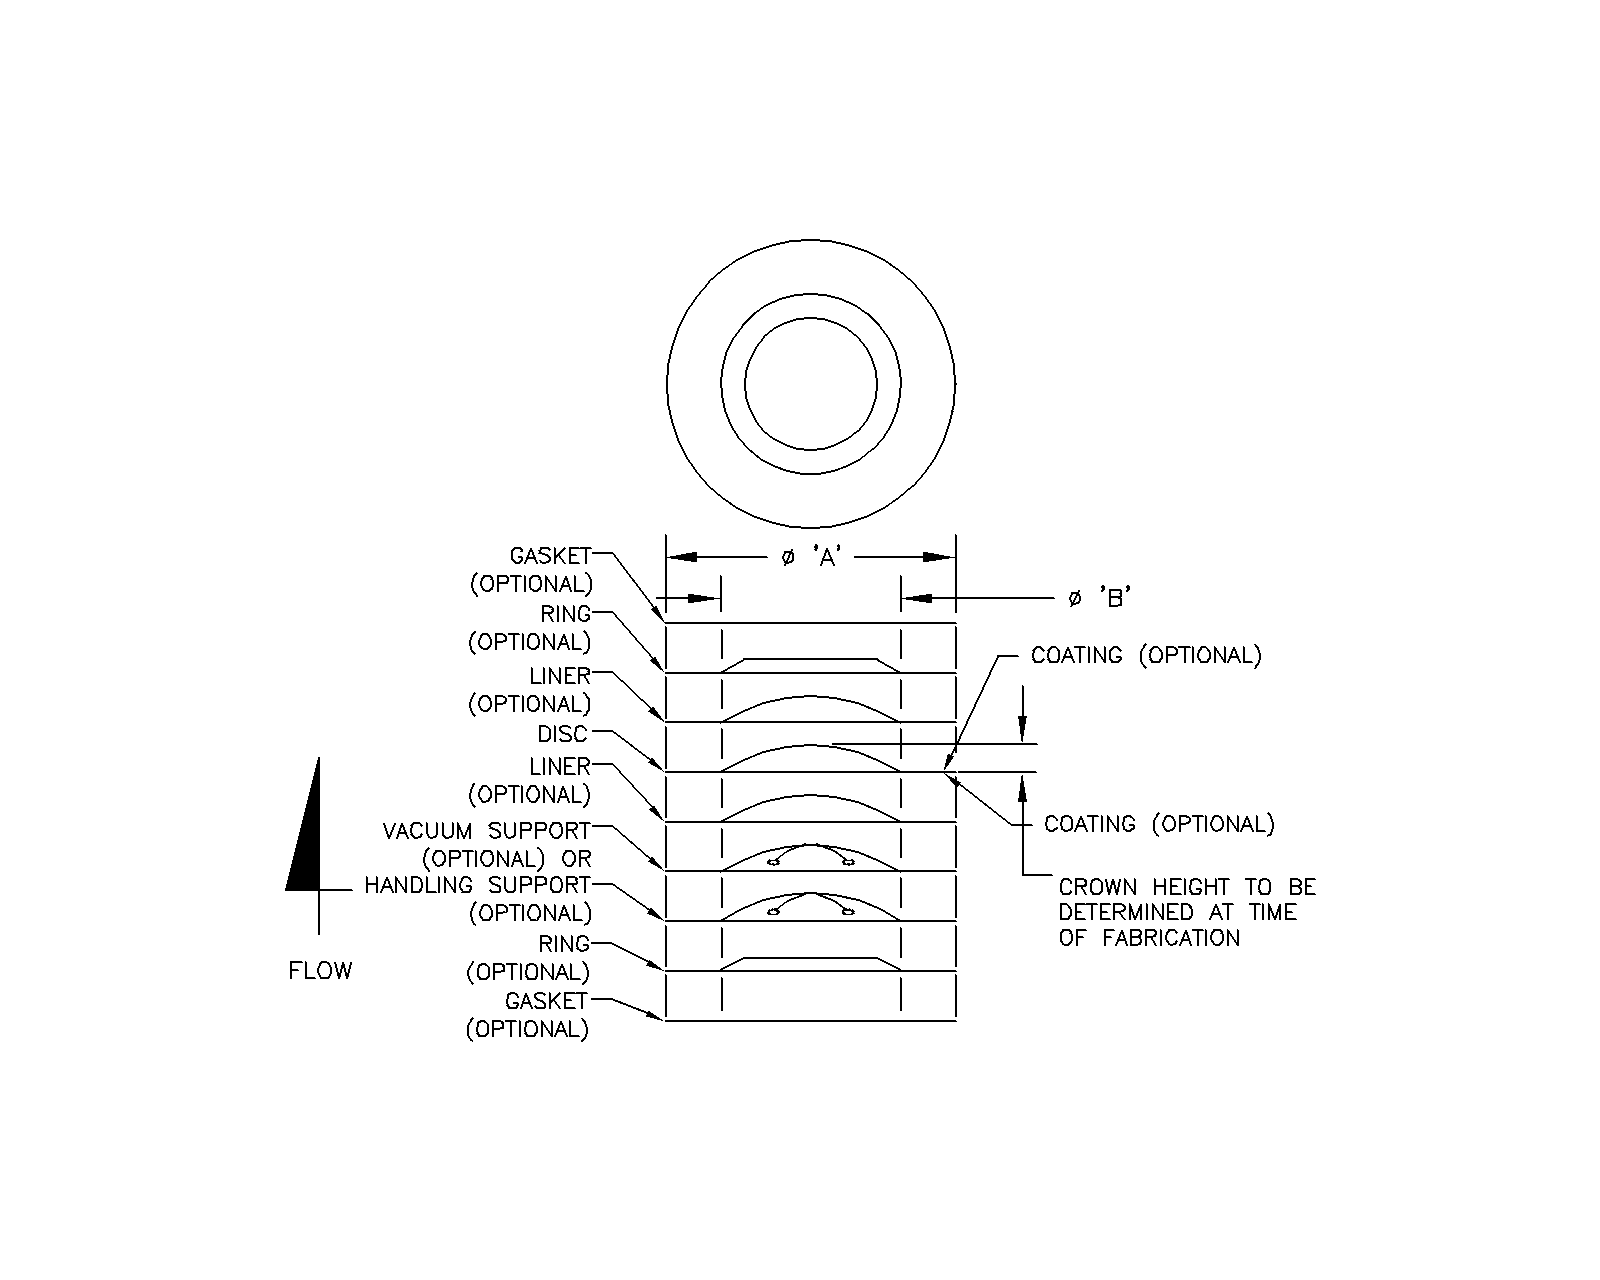 GASKET
(OPTIONAL)
RING
(OPTIONAL)
LINER
(OPTIONAL)
DISC
LINER
(OPTIONAL)
VACUUM SUPPORT
(OPTIONAL) OR
HANDLING SUPPORT
(OPTIONAL)
RING
(OPTIONAL)
GASKET
(OPTIONAL)
FLOW
ø 'A'
ø 'B'
COATING (OPTIONAL)
COATING (OPTIONAL)
CROWN HEIGHT TO BE
DETERMINED AT TIME
OF FABRICATION